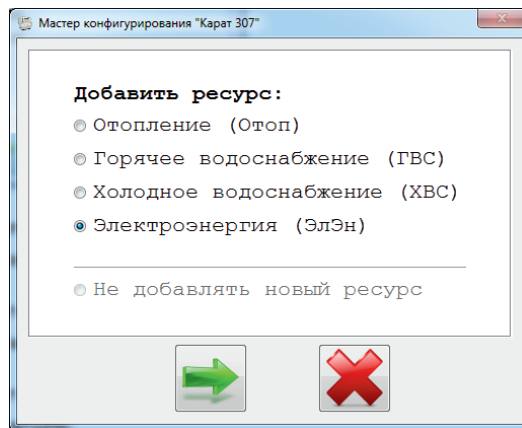 Мастер конфигурирования "Карат 307"
Добавить ресурс:
Отопление (Отоп)
Горячее водоснабжение (ГВС)
Холодное водоснабжение (ХВС)
Электроэнергия (ЭлЭн)
Не добавлять новый ресурс